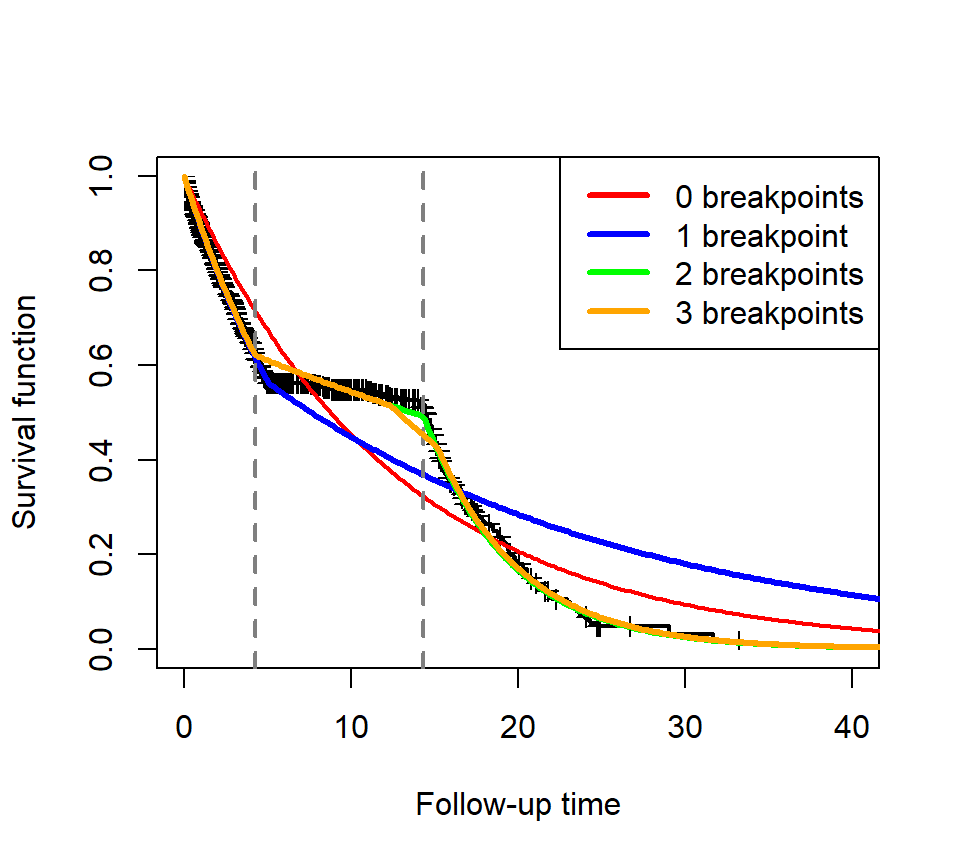 0 breakpoints
1 breakpoint
2 breakpoints
3 breakpoints
Survival function
1.0
0.8
0.6
0.4
0.2
0.0
0 10 20 30 40
Follow-up time